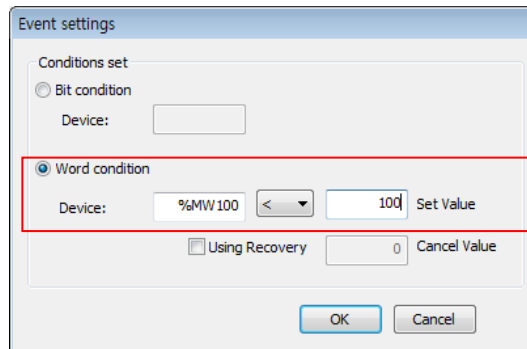 Event settings
Conditions set
Bit condition
Device:
Word condition
Device: %MW100 < 100 Set Value
Using Recovery 0 Cancel Value
OK Cancel